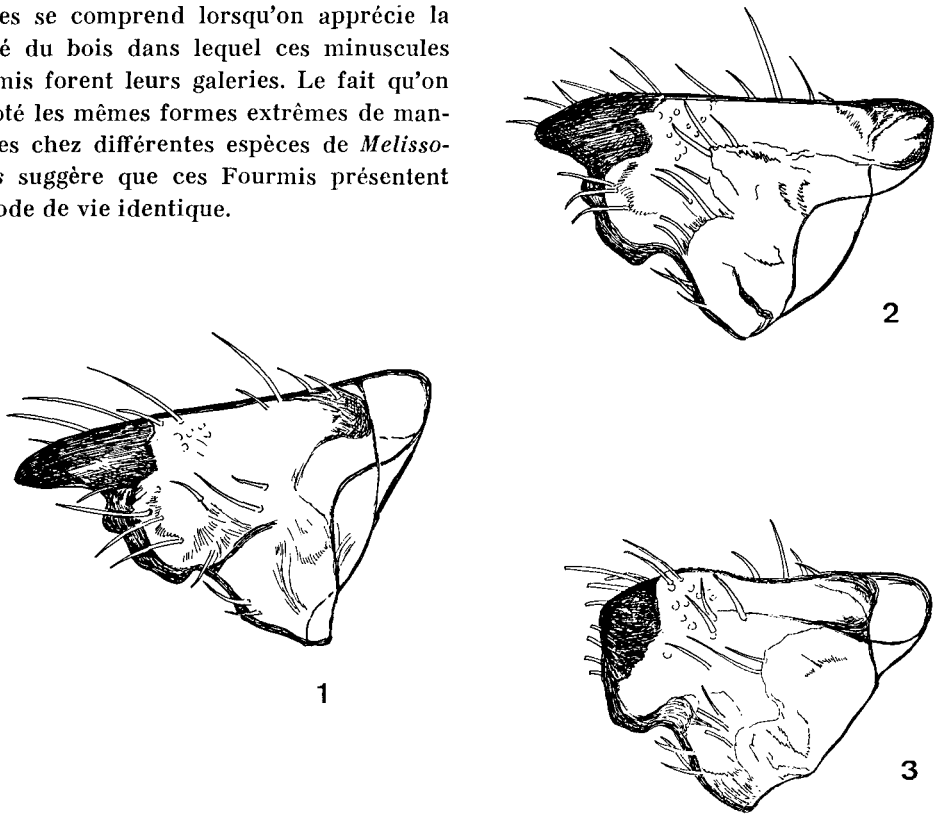 es se comprend lorsqu'on apprécie la
é du bois dans lequel ces minuscules
mis forent leurs galeries. Le fait qu'on
oté les mêmes formes extrêmes de man-
es chez différentes espèces de Melisso-
s suggère que ces Fourmis présentent
ode de vie identique.
2
1
3